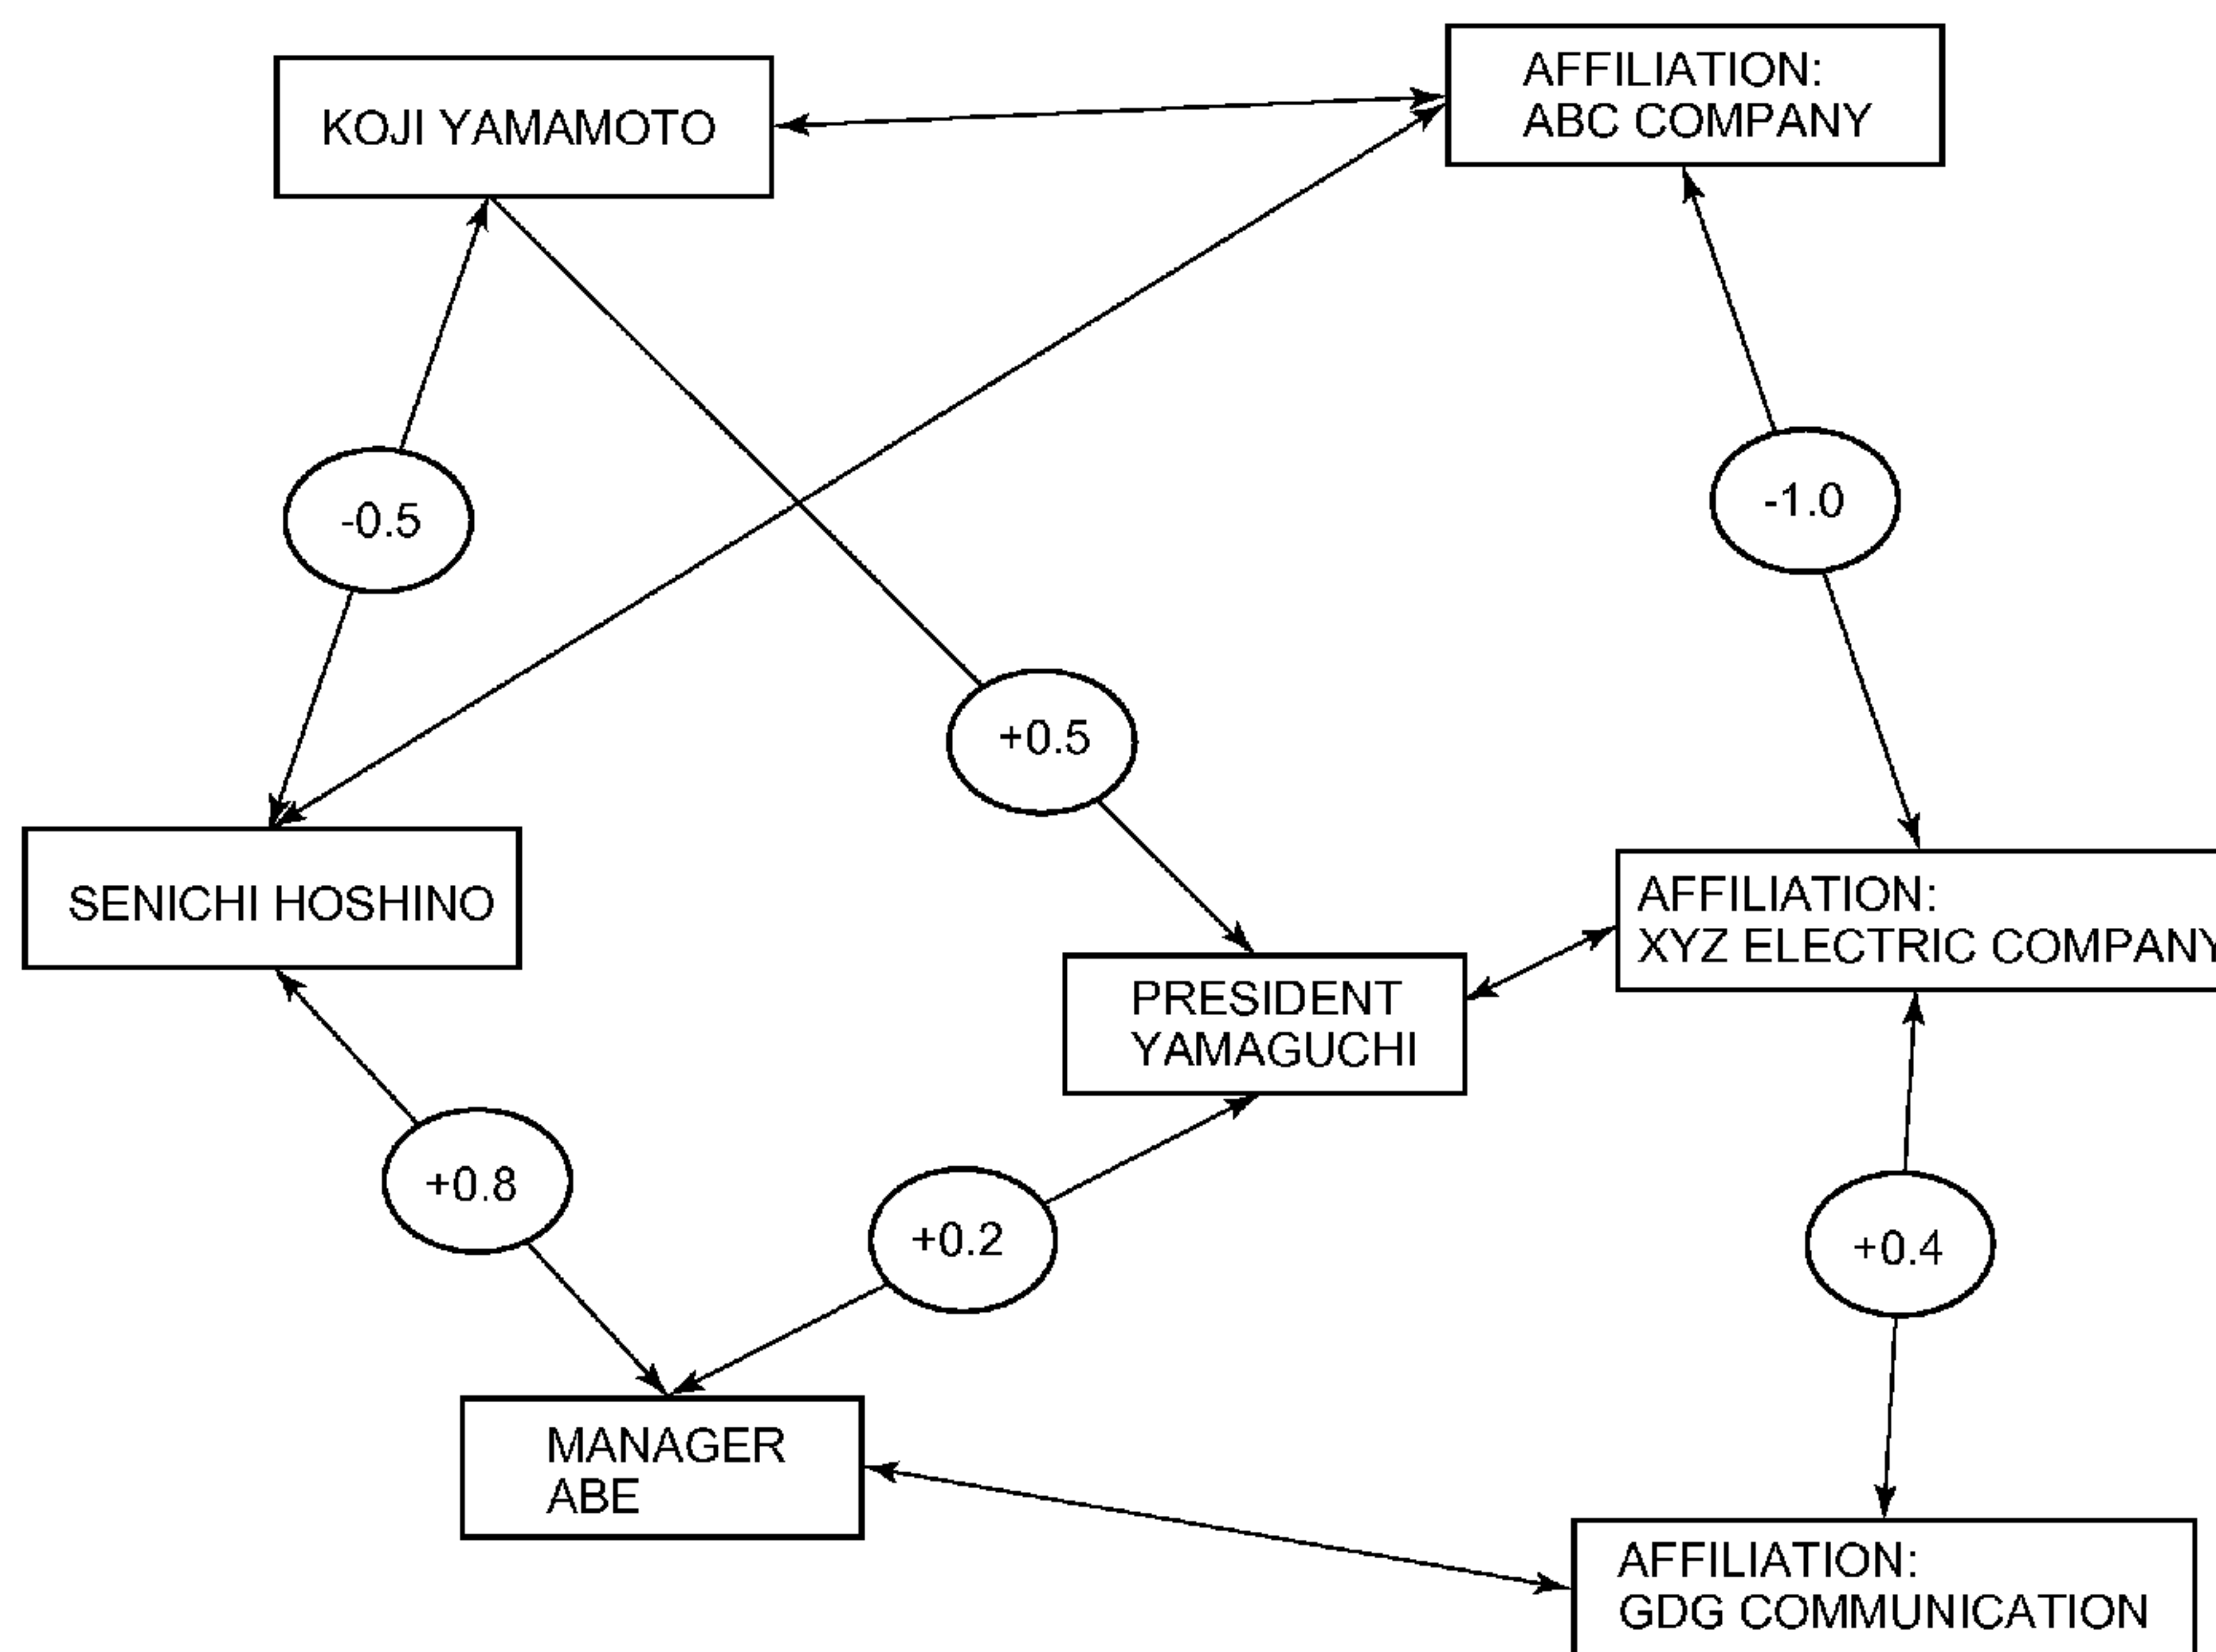 KOJI YAMAMOTO
AFFILIATION:
ABC COMPANY
-0.5
-1.0
+0.5
SENICHI HOSHINO
AFFILIATION:
XYZ ELECTRIC COMPANY
PRESIDENT
YAMAGUCHI
+0.8
+0.2
+0.4
MANAGER
ABE
AFFILIATION:
GDG COMMUNICATION